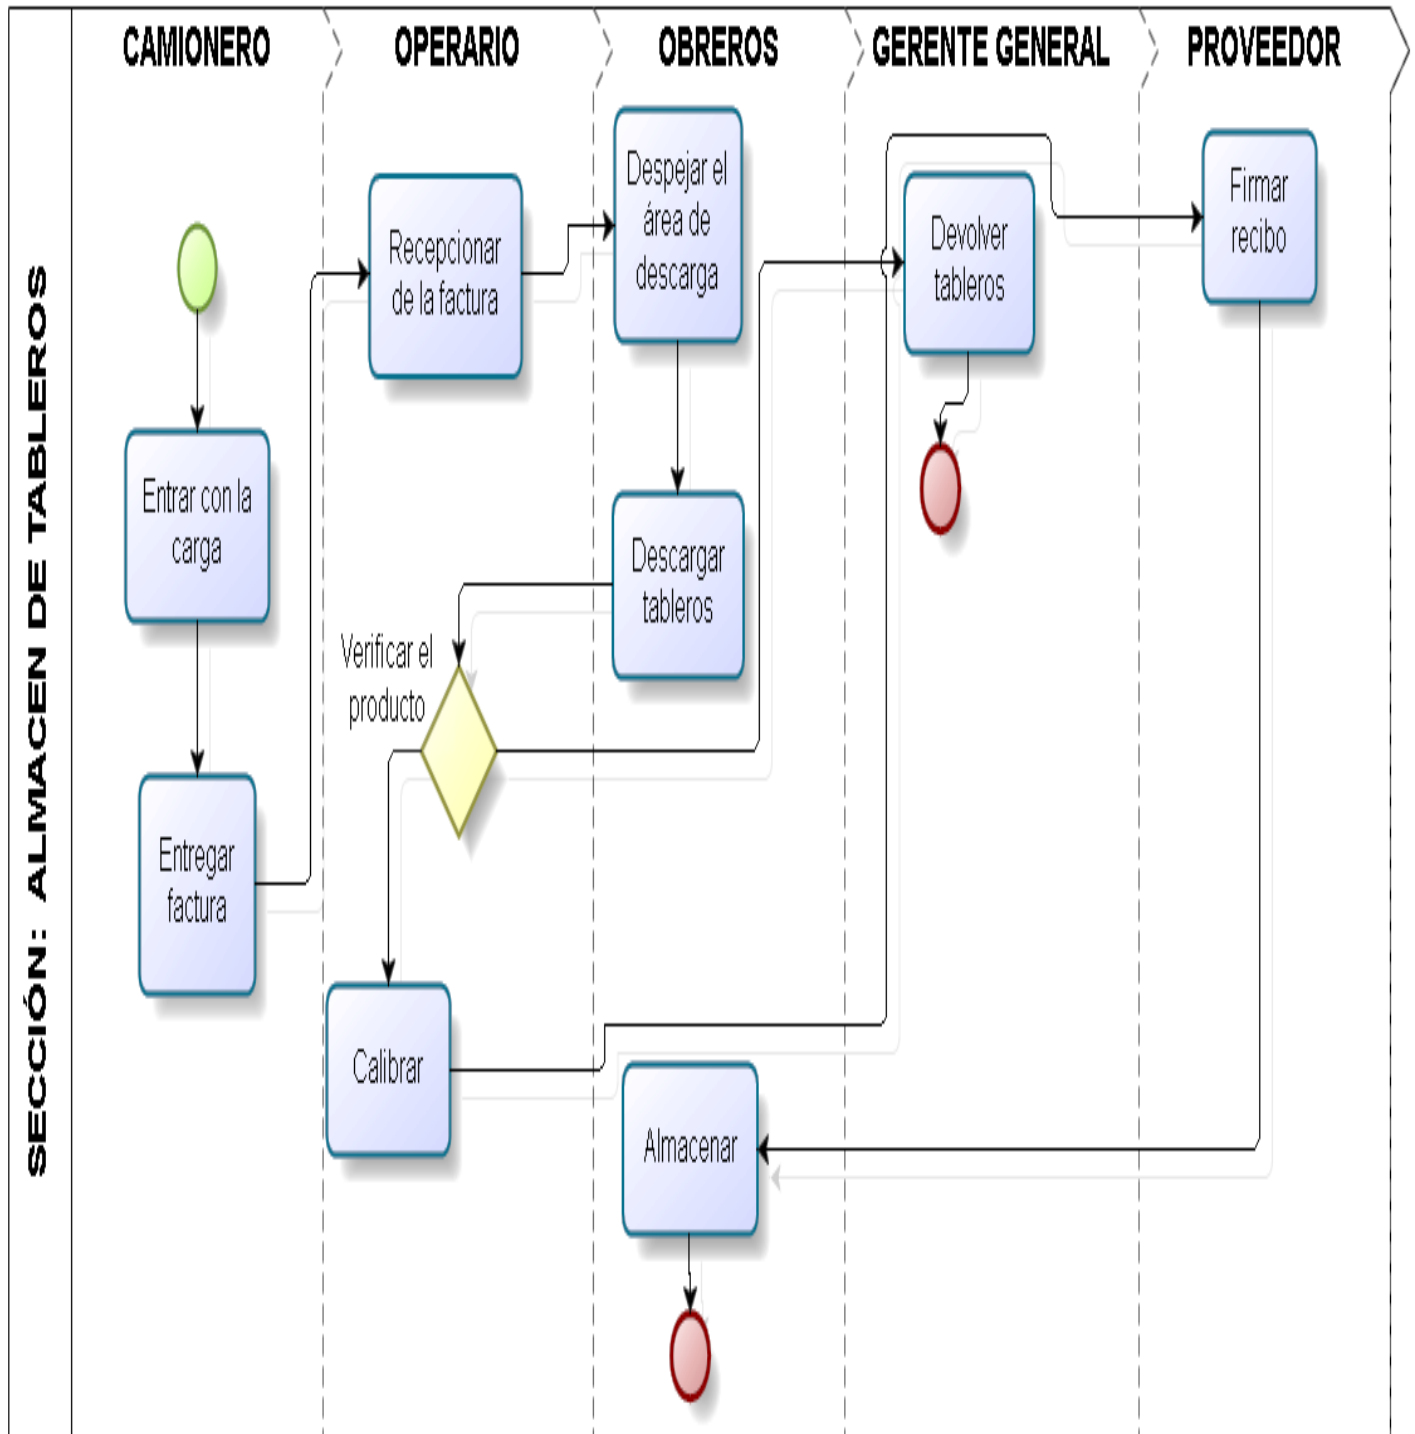 SECCIÓN: ALMACEN DE TABLEROS
CAMIONERO
OPERARIO
OBREROS
GERENTE GENERAL
PROVEEDOR
Entrar con la
carga
Entregar
factura
Recepcionar
de la factura
Despejar el
área de
descarga
Descargar
tableros
Verificar el
producto
Calibrar
Devolver
tableros
Firmar
recibo
Almacenar